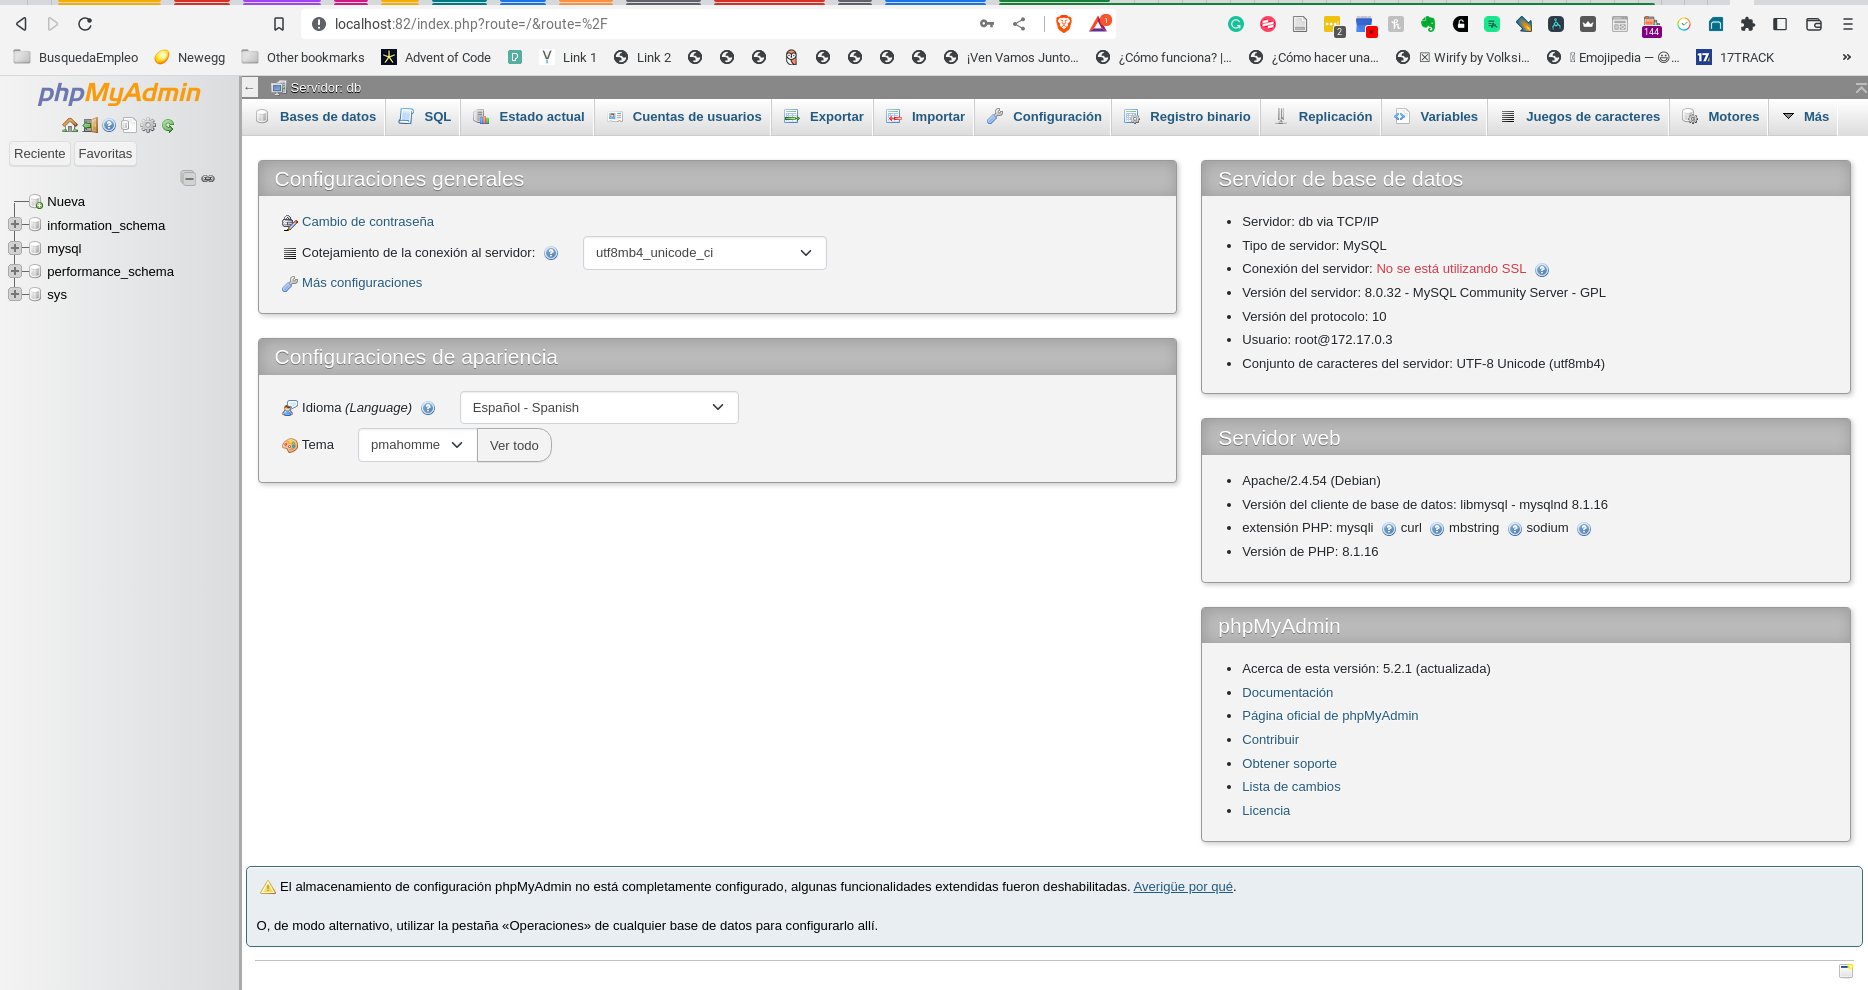 localhost:82/index.php?route=/&route=%2F
1
2
144
BusquedaEmpleo
Newegg
Other bookmarks
Advent of Code
Link 1
Link 2
¡Ven Vamos Junto...
¿Cómo funciona? |...
¿Cómo hacer una...
Wirify by Volksi...
Emojipedia — 😃...
17
17TRACK
»
phpMyAdmin
Reciente
Favoritas
Nueva
information_schema
mysql
performance_schema
sys
Servidor: db
Bases de datos
SQL
Estado actual
Cuentas de usuarios
Exportar
Importar
Configuración
Registro binario
Replicación
Variables
Juegos de caracteres
Motores
Más
Configuraciones generales
Cambio de contraseña
Cotejamiento de la conexión al servidor:
utf8mb4_unicode_ci
Más configuraciones
Configuraciones de apariencia
Idioma (Language)
Español - Spanish
Tema
pmahomme
Ver todo
Servidor de base de datos
Servidor: db via TCP/IP
Tipo de servidor: MySQL
Conexión del servidor: No se está utilizando SSL
Versión del servidor: 8.0.32 - MySQL Community Server - GPL
Versión del protocolo: 10
Usuario: root@172.17.0.3
Conjunto de caracteres del servidor: UTF-8 Unicode (utf8mb4)
Servidor web
Apache/2.4.54 (Debian)
Versión del cliente de base de datos: libmysql - mysqlnd 8.1.16
extensión PHP: mysqli curl mbstring sodium
Versión de PHP: 8.1.16
phpMyAdmin
Acerca de esta versión: 5.2.1 (actualizada)
Documentación
Página oficial de phpMyAdmin
Contribuir
Obtener soporte
Lista de cambios
Licencia
El almacenamiento de configuración phpMyAdmin no está completamente configurado, algunas funcionalidades extendidas fueron deshabilitadas. Averigüe por qué.
O, de modo alternativo, utilizar la pestaña «Operaciones» de cualquier base de datos para configurarlo allí.